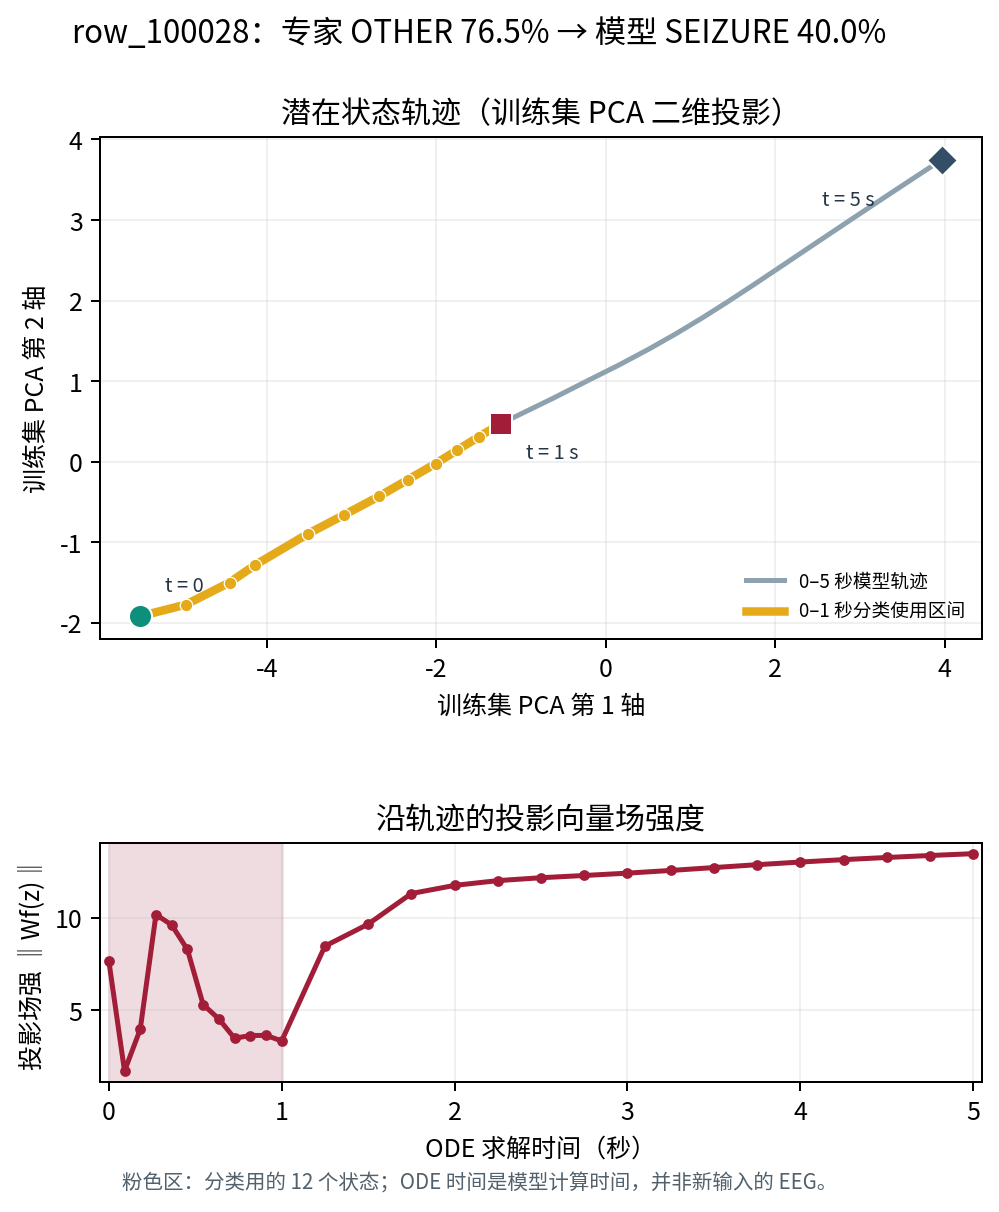 row_100028：专家 OTHER 76.5% → 模型 SEIZURE 40.0%
潜在状态轨迹（训练集 PCA 二维投影）
4
3
2
1
0
-1
-2
训练集 PCA 第 2 轴
t = 5 s
t = 1 s
t = 0
0–5 秒模型轨迹
0–1 秒分类使用区间
-4
-2
0
2
4
训练集 PCA 第 1 轴
沿轨迹的投影向量场强度
10
5
投影场强 ‖Wf(z)‖
0
1
2
3
4
5
ODE 求解时间（秒）
粉色区：分类用的 12 个状态；ODE 时间是模型计算时间，并非新输入的 EEG。